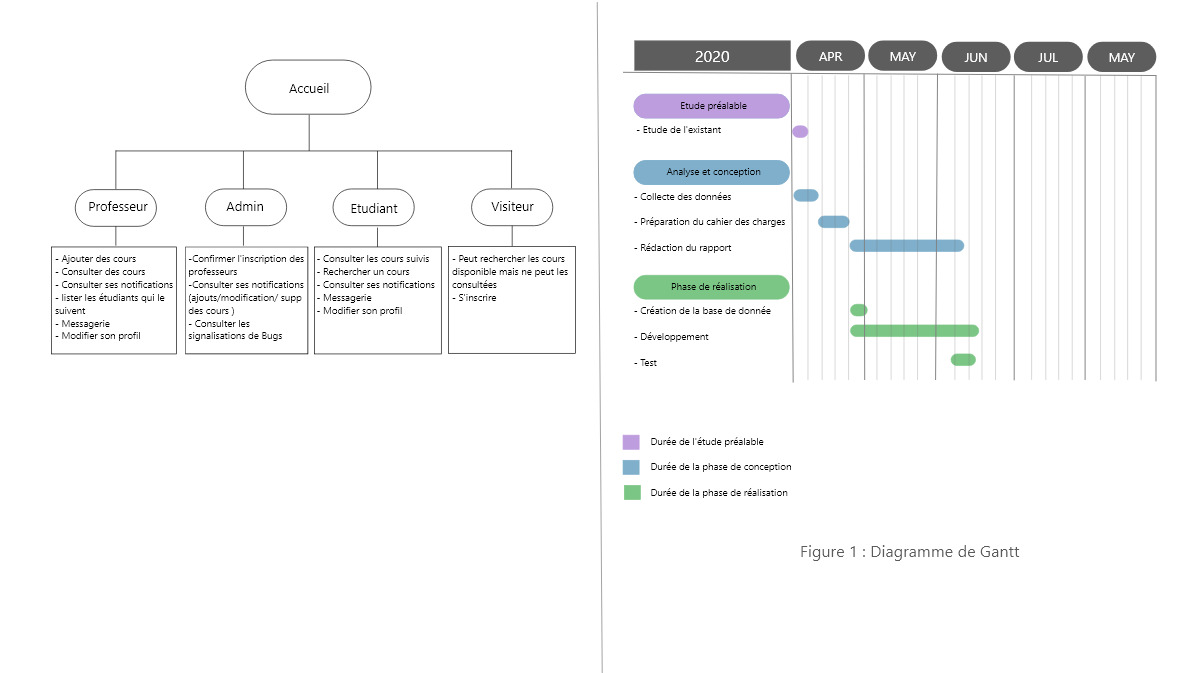 Accueil
Professeur
Admin
Etudiant
Visiteur
- Ajouter des cours
- Consulter des cours
- Consulter ses notifications
- lister les étudiants qui le
suivent
- Messagerie
- Modifier son profil
-Confirmer l'inscription des
professeurs
-Consulter ses notifications
(ajouts/modification/ supp
des cours )
- Consulter les
signalisations de Bugs
- Consulter les cours suivis
- Rechercher un cours
- Consulter ses notifications
- Messagerie
- Modifier son profil
- Peut rechercher les cours
disponible mais ne peut les
consultées
- S'inscrire
2020
APR
MAY
JUN
JUL
MAY
Etude préalable
- Etude de l'existant
Analyse et conception
- Collecte des données
- Préparation du cahier des charges
- Rédaction du rapport
Phase de réalisation
- Création de la base de donnée
- Développement
- Test
Durée de l'étude préalable
Durée de la phase de conception
Durée de la phase de réalisation
Figure 1 : Diagramme de Gantt